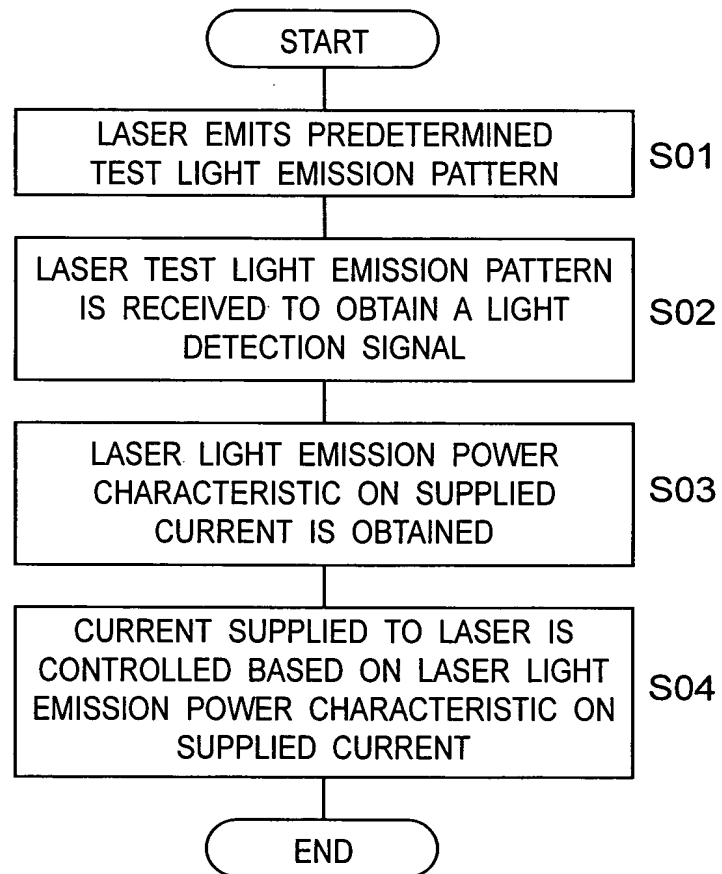 START
LASER EMITS PREDETERMINED
TEST LIGHT EMISSION PATTERN
S01
LASER TEST LIGHT EMISSION PATTERN
IS RECEIVED TO OBTAIN A LIGHT
DETECTION SIGNAL
S02
LASER LIGHT EMISSION POWER
CHARACTERISTIC ON SUPPLIED
CURRENT IS OBTAINED
S03
CURRENT SUPPLIED TO LASER IS
CONTROLLED BASED ON LASER LIGHT
EMISSION POWER CHARACTERISTIC ON
SUPPLIED CURRENT
S04
END